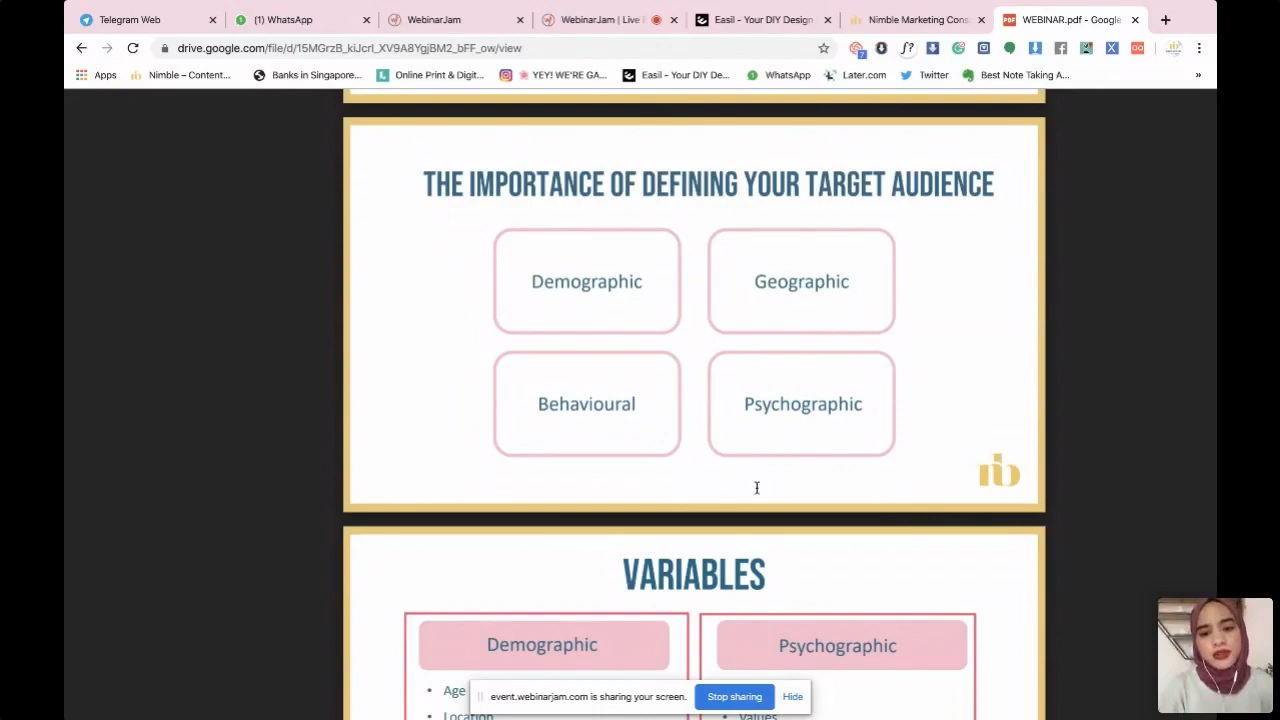 Telegram Web
(1) WhatsApp
WebinarJam
WebinarJam | Live
Easil - Your DIY Design
Nimble Marketing Cons
WEBINAR.pdf - Google
drive.google.com/file/d/15MGrzB_kiJcrl_XV9A8YgjBM2_bFF_ow/view
Apps
Nimble – Content...
Banks in Singapore...
Online Print & Digit...
YEY! WE'RE GA...
Easil - Your DIY De...
WhatsApp
Later.com
Twitter
Best Note Taking A...
»
THE IMPORTANCE OF DEFINING YOUR TARGET AUDIENCE
Demographic
Geographic
Behavioural
Psychographic
nb
VARIABLES
Demographic
Psychographic
• Age
event.webinarjam.com is sharing your screen.
Stop sharing
Hide
Location
Values